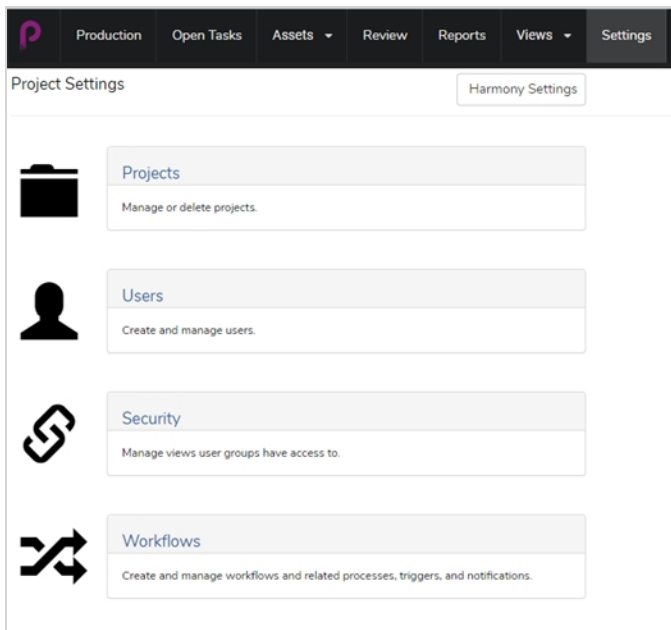 Production Open Tasks Assets Review Reports Views Settings
Project Settings Harmony Settings
Projects
Manage or delete projects.
Users
Create and manage users.
Security
Manage views user groups have access to.
Workflows
Create and manage workflows and related processes, triggers, and notifications.